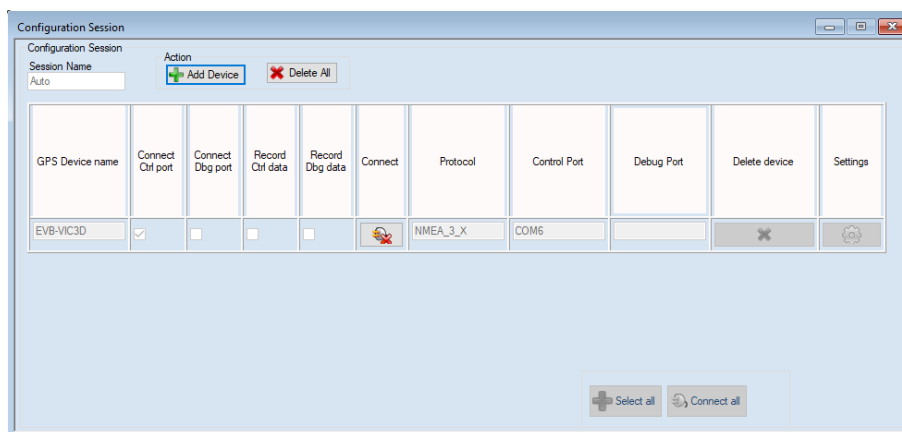 Configuration Session
Configuration Session
Session Name
Auto
Action
Add Device
Delete All
GPS Device name
Connect
Ctrl port
Connect
Dbg port
Record
Ctrl data
Record
Dbg data
Connect
Protocol
Control Port
Debug Port
Delete device
Settings
EVB-VIC3D
NMEA_3_X
COM6
Select all
Connect all